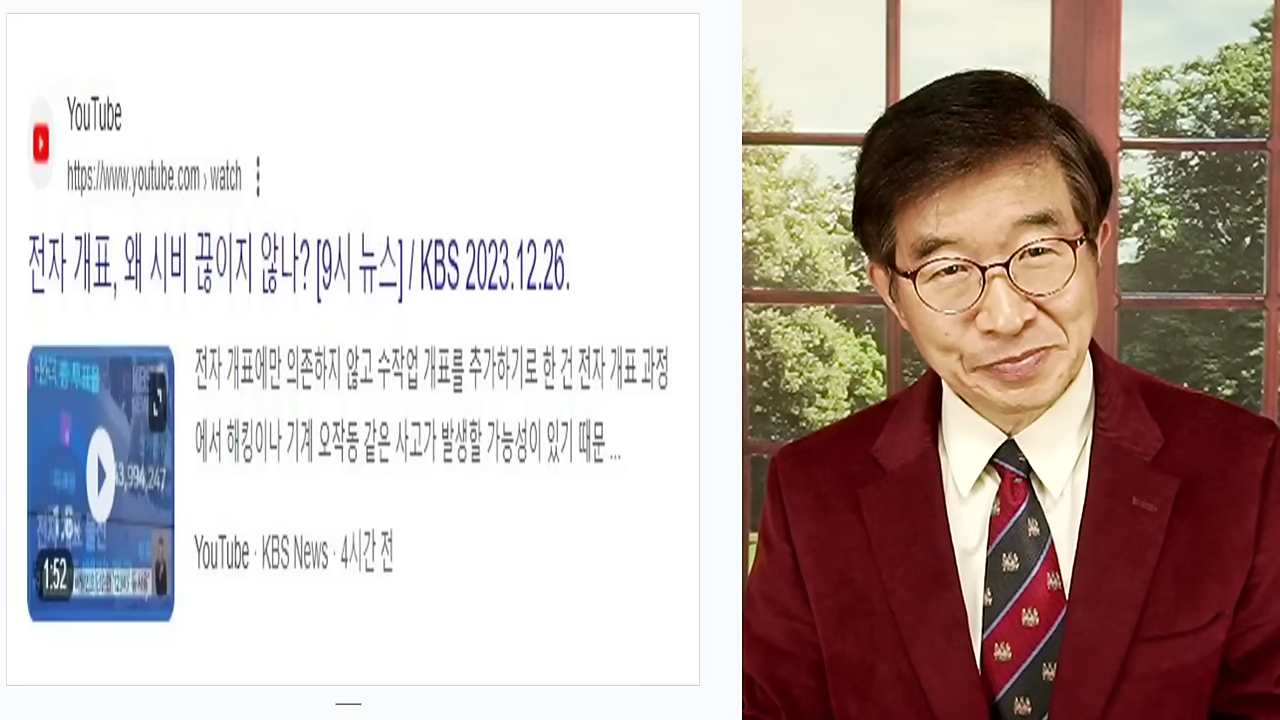 YouTube
https://www.youtube.com › watch
전자 개표, 왜 시비 끊이지 않나? [9시 뉴스] / KBS 2023.12.26.
전자 개표에만 의존하지 않고 수작업 개표를 추가하기로 한 건 전자 개표 과정
에서 해킹이나 기계 오작동 같은 사고가 발생할 가능성이 있기 때문 ...
1:52
YouTube · KBS News · 4시간 전